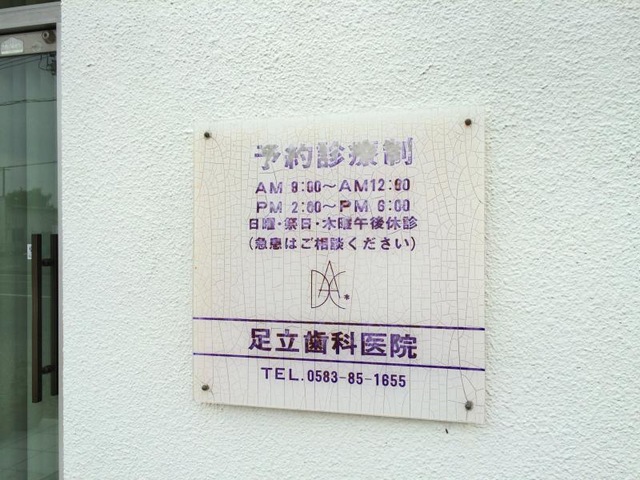 予約診療制
AM 9:00～AM12:00
PM 2:00～PM 6:00
日曜・祭日・木曜午後休診
(急患はご相談ください)
DAC
足立歯科医院
TEL.0583-85-1655